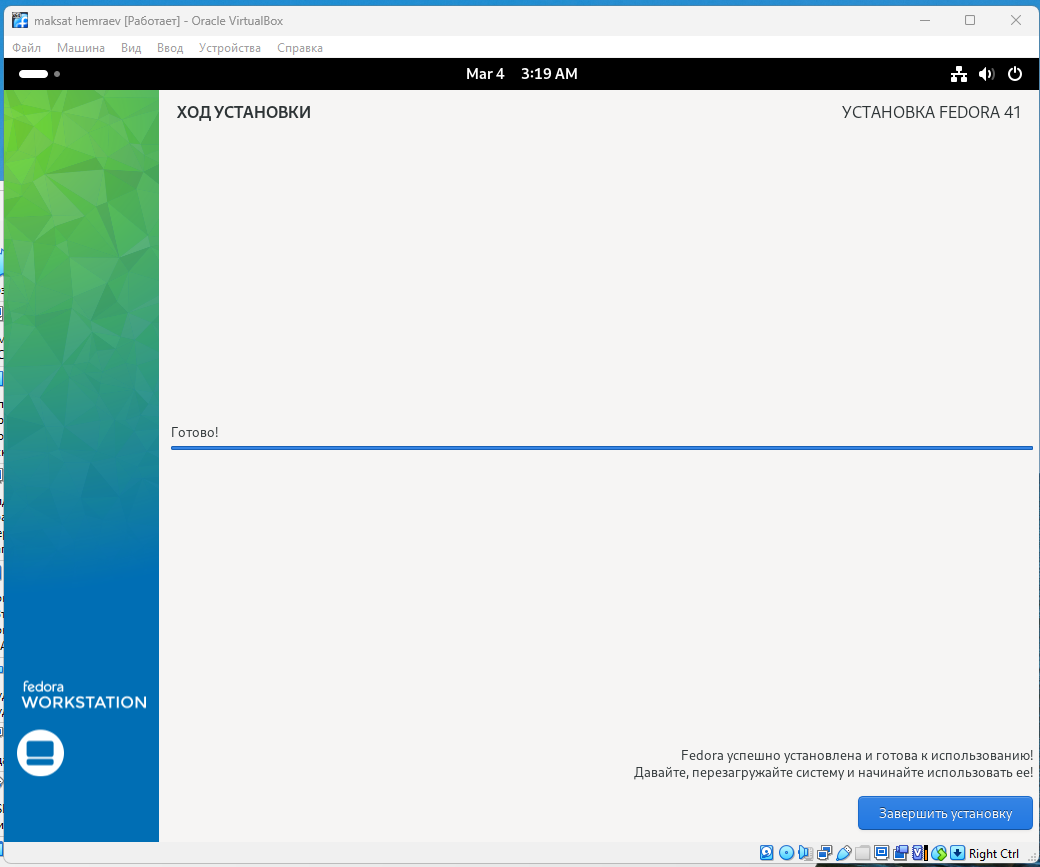 maksat hemraev [Работает] - Oracle VirtualBox
Файл Машина Вид Ввод Устройства Справка
Mar 4 3:19 AM
ХОД УСТАНОВКИ
УСТАНОВКА FEDORA 41
Готово!
fedora
WORKSTATION
Fedora успешно установлена и готова к использованию!
Давайте, перезагружайте систему и начинайте использовать ее!
Завершить установку
Right Ctrl